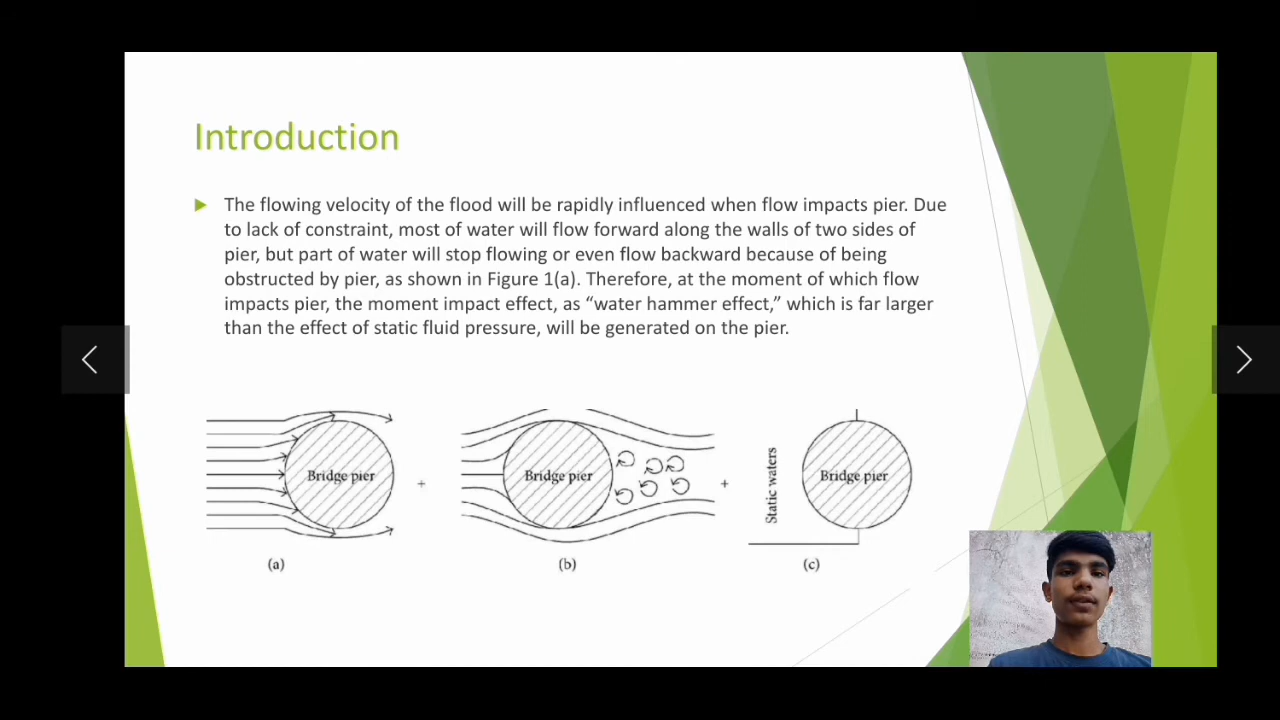 Introduction
The flowing velocity of the flood will be rapidly influenced when flow impacts pier. Due
to lack of constraint, most of water will flow forward along the walls of two sides of
pier, but part of water will stop flowing or even flow backward because of being
obstructed by pier, as shown in Figure 1(a). Therefore, at the moment of which flow
impacts pier, the moment impact effect, as “water hammer effect,” which is far larger
than the effect of static fluid pressure, will be generated on the pier.
Bridge pier
+
Bridge pier
+
Static waters
Bridge pier
(a)
(b)
(c)